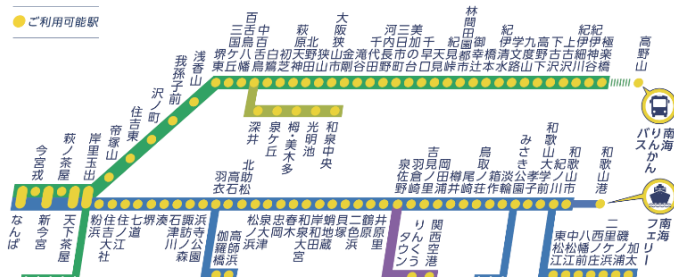 ご利用可能駅
今宮戎
萩ノ茶屋
岸里玉出
帝塚山
住吉東
沢ノ町
我孫子前
浅香山
堺東
三国ヶ丘
百舌鳥八幡
中百舌鳥
白鷺
初芝
萩原天神
北野田
狭山
大阪狭山市
金剛
滝谷
千代田
河内長野
三日市町
美加の台
千早口
天見
紀見峠
林間田園都市
御幸辻
橋本
紀伊清水
学文路
九度山
高野下
下古沢
上古沢
紀伊細川
紀伊神谷
極楽橋
高野山
南海りんかんバス
深井
泉ケ丘
栂・美木多
光明池
和泉中央
なんば
新今宮
天下茶屋
粉浜
住吉大社
住ノ江
七道
堺
湊
石津川
諏訪ノ森
浜寺公園
羽衣
高石
北助松
松ノ浜
泉大津
忠岡
春木
和泉大宮
岸和田
蛸地蔵
貝塚
二色浜
鶴原
井原里
泉佐野
羽倉崎
吉見ノ里
岡田浦
樽井
尾崎
鳥取ノ荘
箱作
淡輪
みさき公園
孝子
和歌山大学前
紀ノ川
和歌山市
和歌山港
南海フェリー
伽羅橋
高師浜
りんくうタウン
関西空港
東松江
中松江
八幡前
西ノ庄
二里ケ浜
磯ノ浦
加太